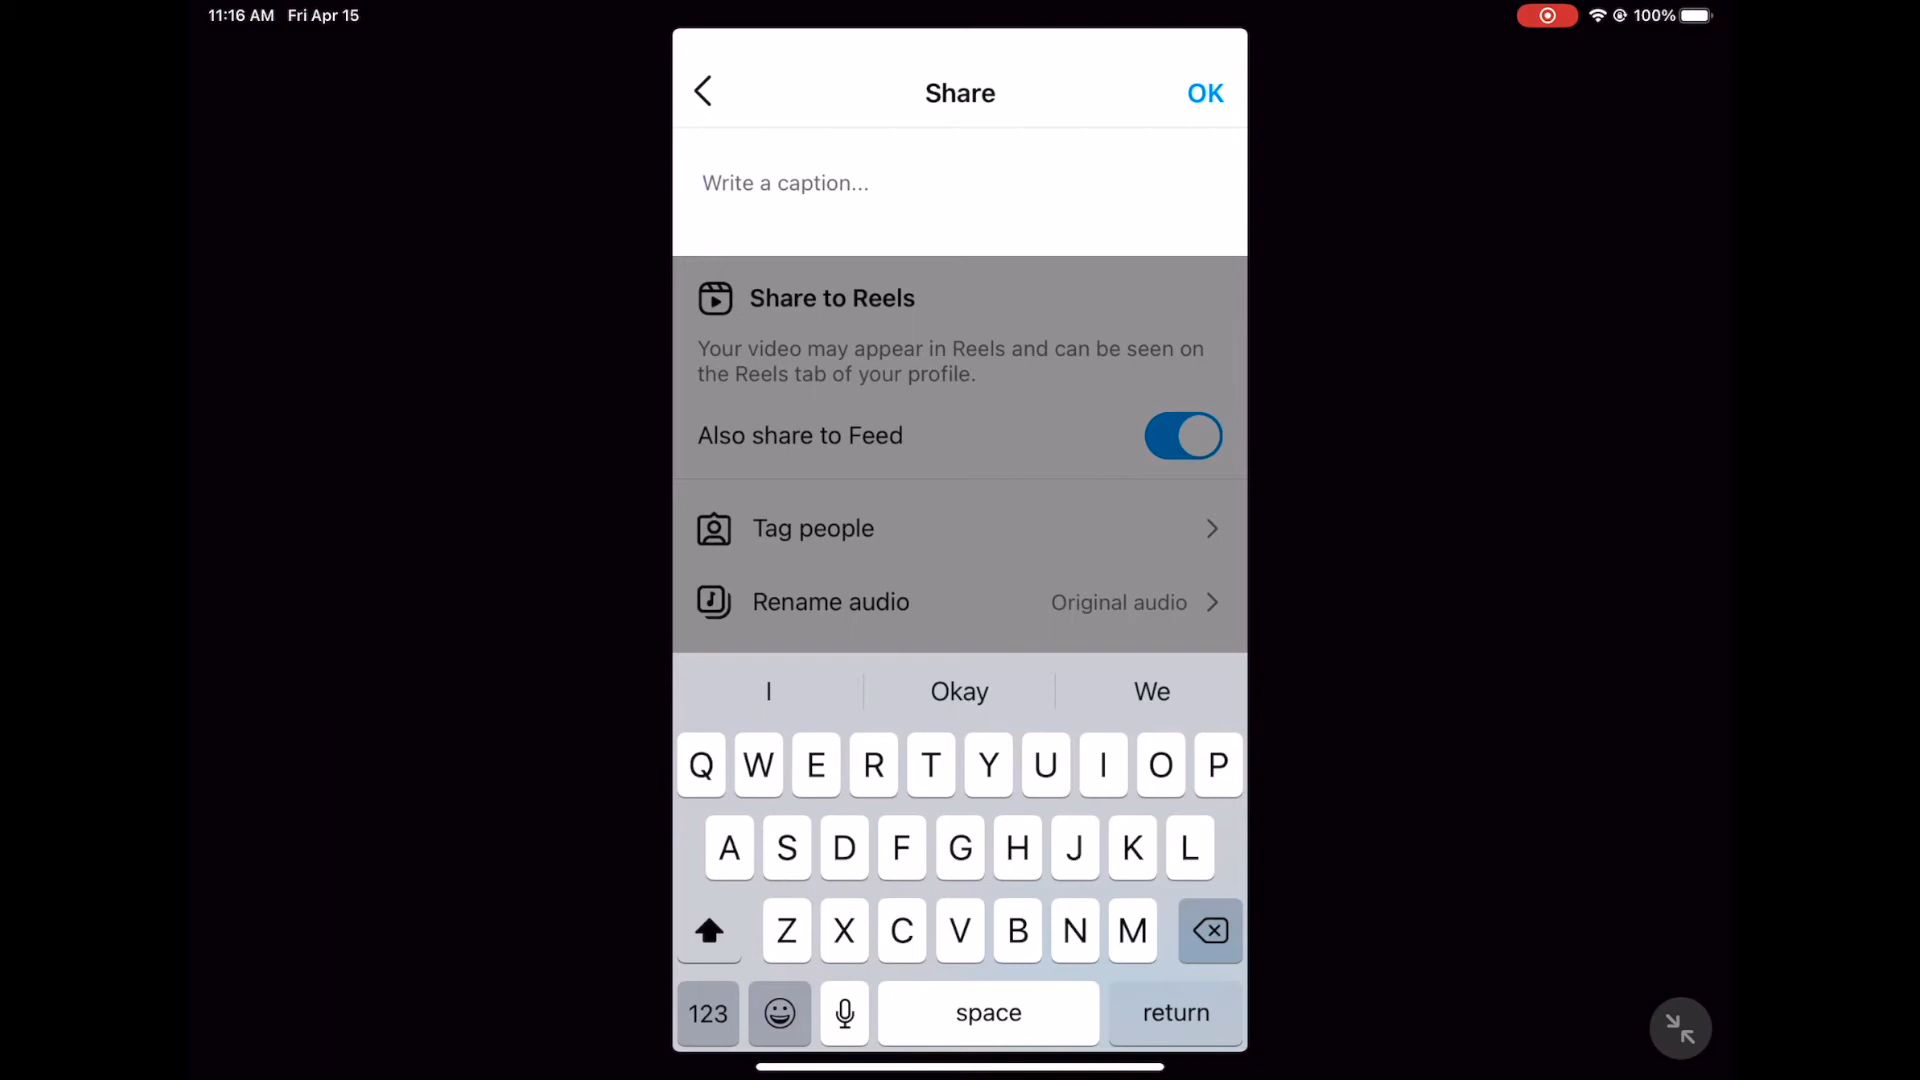 11:16 AM Fri Apr 15
100%
Share
OK
Write a caption...
Share to Reels
Your video may appear in Reels and can be seen on
the Reels tab of your profile.
Also share to Feed
Tag people
Rename audio
Original audio
I Okay We
Q W E R T Y U I O P
A S D F G H J K L
Z X C V B N M
123 space return